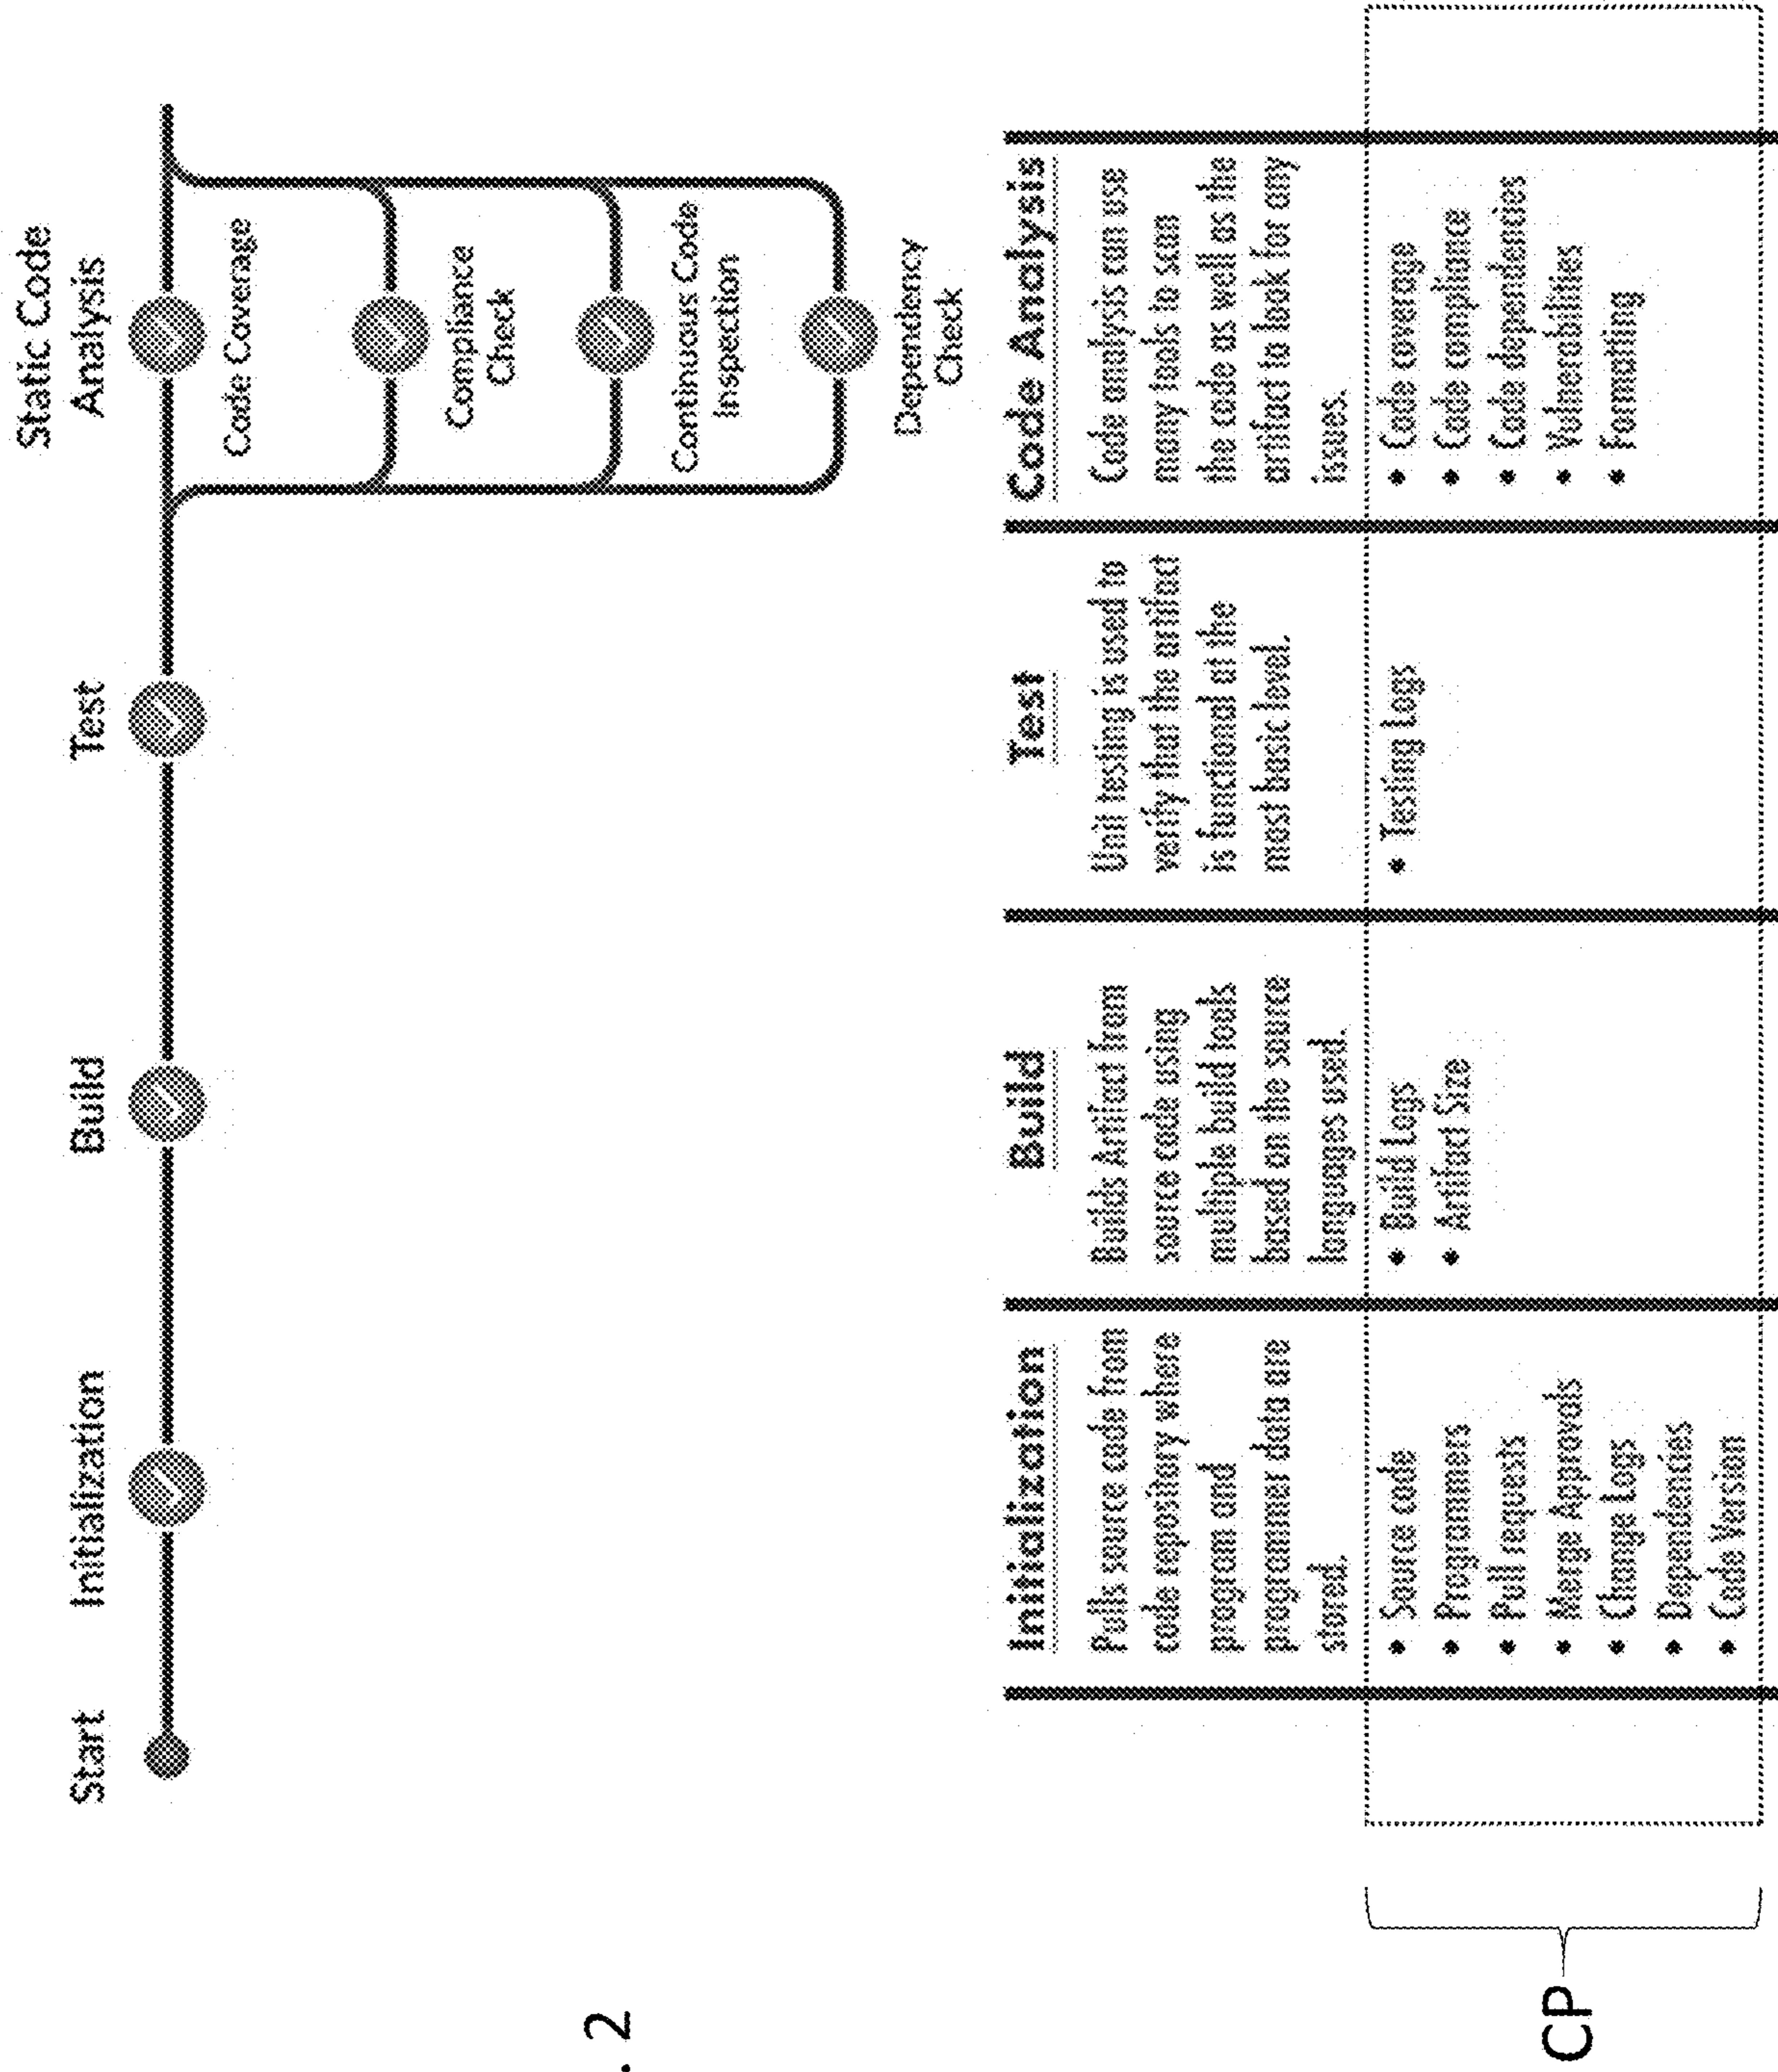 Start
Initialization
Build
Test
Static Code
Analysis
Code Coverage
Compliance
Check
Continuous Code
Inspection
Dependency
Check
. 2
Initialization
Pulls source code from
code repository where
program and
programmer data are
stored.
• Source code
• Programmers
• Pull requests
• Merge Approvals
• Change Logs
• Dependencies
• Code Version
Build
Builds Artifact from
source code using
multiple build tools
based on the source
languages used.
• Build Logs
• Artifact Size
Test
Unit testing is used to
verify that the artifact
is functional at the
most basic level.
• Testing Logs
Code Analysis
Code analysis can use
many tools to scan
the code as well as the
artifact to look for any
issues.
• Code coverage
• Code compliance
• Code dependencies
• Vulnerabilities
• Formatting
CP